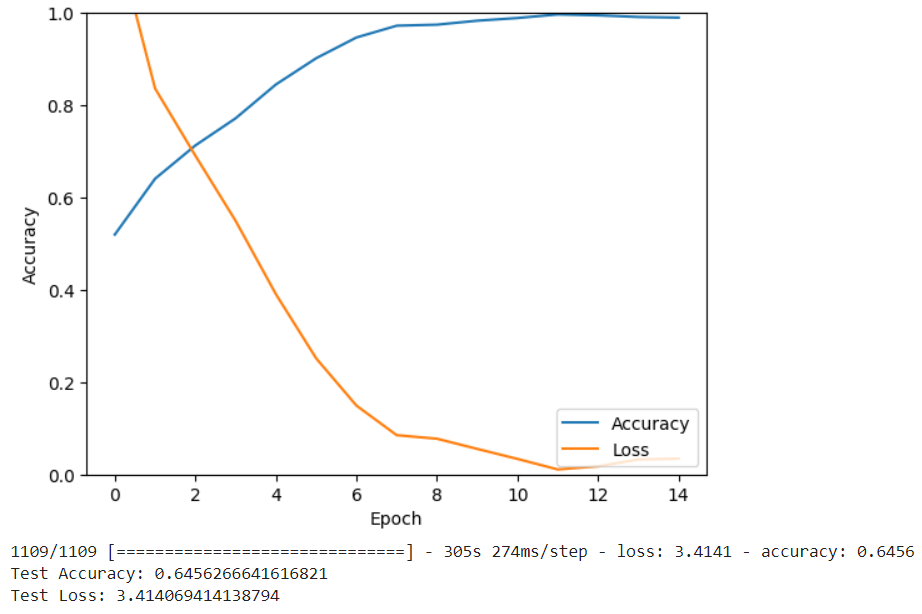 1.0
0.8
0.6
0.4
0.2
0.0
Accuracy
Accuracy
Loss
0 2 4 6 8 10 12 14
Epoch
1109/1109 [==============================] - 305s 274ms/step - loss: 3.4141 - accuracy: 0.6456
Test Accuracy: 0.6456266641616821
Test Loss: 3.414069414138794